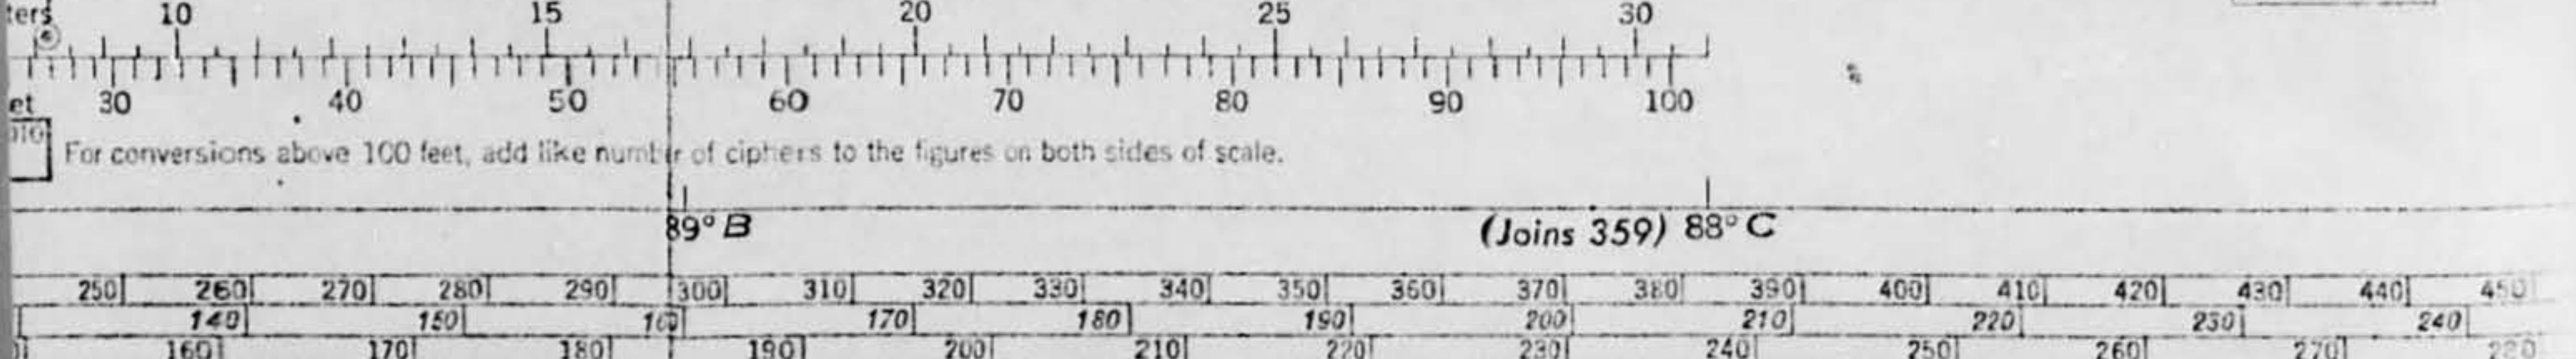 ters 10 15 20 25 30
et 30 40 50 60 70 80 90 100
For conversions above 100 feet, add like number of ciphers to the figures on both sides of scale.
89° B (Joins 359) 88° C
250 260 270 280 290 300 310 320 330 340 350 360 370 380 390 400 410 420 430 440 450
140 150 160 170 180 190 200 210 220 230 240
160 170 180 190 200 210 220 230 240 250 260 270